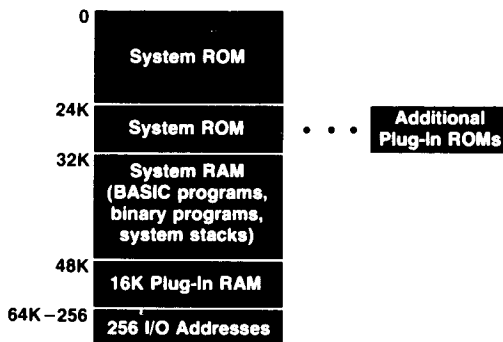 0
System ROM
24K
System ROM
• • •
Additional
Plug-In ROMs
32K
System RAM
(BASIC programs,
binary programs,
system stacks)
48K
16K Plug-In RAM
64K–256
256 I/O Addresses